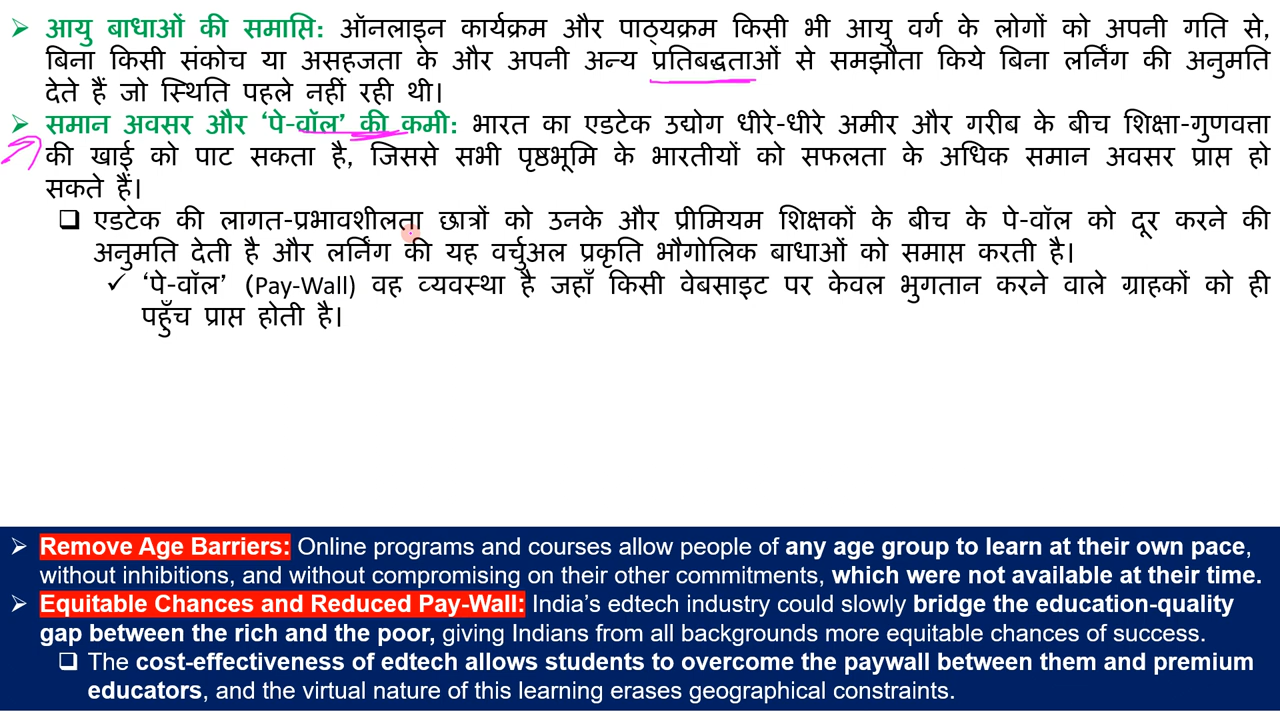 ➢ आयु बाधाओं की समाप्ति: ऑनलाइन कार्यक्रम और पाठ्यक्रम किसी भी आयु वर्ग के लोगों को अपनी गति से,
बिना किसी संकोच या असहजता के और अपनी अन्य प्रतिबद्धताओं से समझौता किये बिना लर्निंग की अनुमति
देते हैं जो स्थिति पहले नहीं रही थी।
➢ समान अवसर और ‘पे-वॉल’ की कमी: भारत का एडटेक उद्योग धीरे-धीरे अमीर और गरीब के बीच शिक्षा-गुणवत्ता
की खाई को पाट सकता है, जिससे सभी पृष्ठभूमि के भारतीयों को सफलता के अधिक समान अवसर प्राप्त हो
सकते हैं।
❑ एडटेक की लागत-प्रभावशीलता छात्रों को उनके और प्रीमियम शिक्षकों के बीच के पे-वॉल को दूर करने की
अनुमति देती है और लर्निंग की यह वर्चुअल प्रकृति भौगोलिक बाधाओं को समाप्त करती है।
✓ ‘पे-वॉल’ (Pay-Wall) वह व्यवस्था है जहाँ किसी वेबसाइट पर केवल भुगतान करने वाले ग्राहकों को ही
पहुँच प्राप्त होती है।
➢ Remove Age Barriers: Online programs and courses allow people of any age group to learn at their own pace,
without inhibitions, and without compromising on their other commitments, which were not available at their time.
➢ Equitable Chances and Reduced Pay-Wall: India’s edtech industry could slowly bridge the education-quality
gap between the rich and the poor, giving Indians from all backgrounds more equitable chances of success.
❑ The cost-effectiveness of edtech allows students to overcome the paywall between them and premium
educators, and the virtual nature of this learning erases geographical constraints.